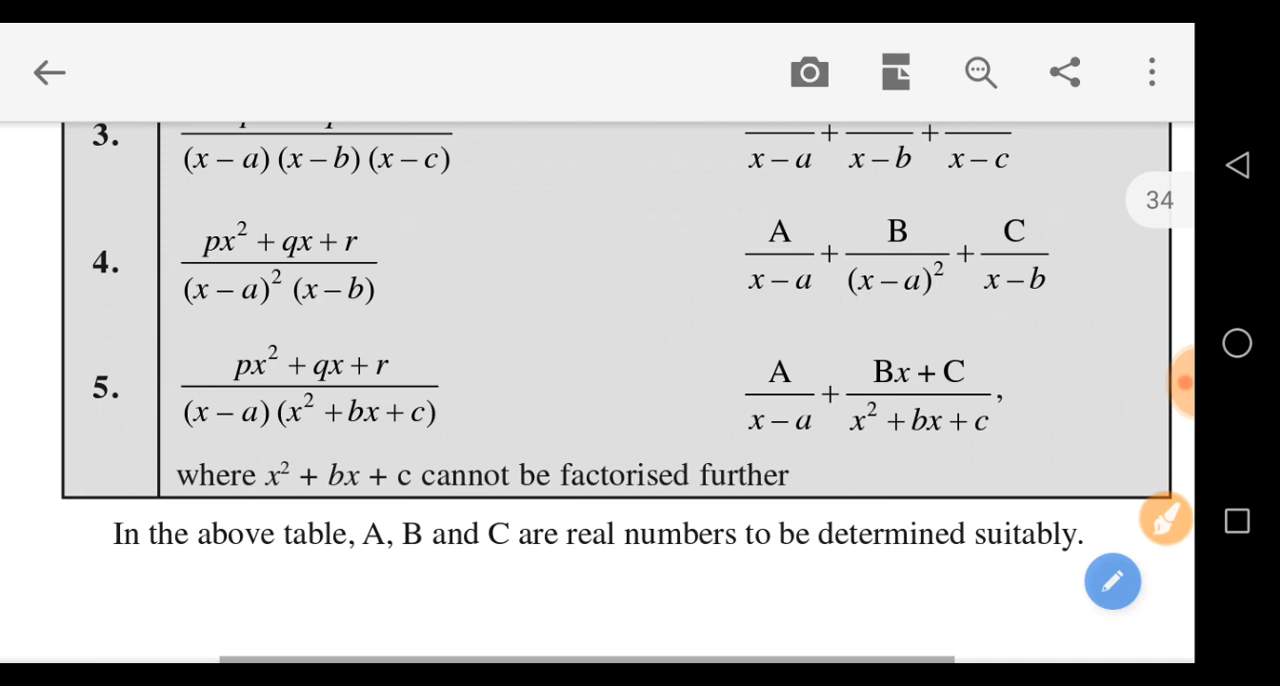 3. (x – a) (x – b) (x – c) x – a + x – b + x – c
34
4. px² + qx + r / (x – a)² (x – b) A / x – a + B / (x – a)² + C / x – b
5. px² + qx + r / (x – a) (x² + bx + c) A / x – a + Bx + C / x² + bx + c ,
where x² + bx + c cannot be factorised further
In the above table, A, B and C are real numbers to be determined suitably.